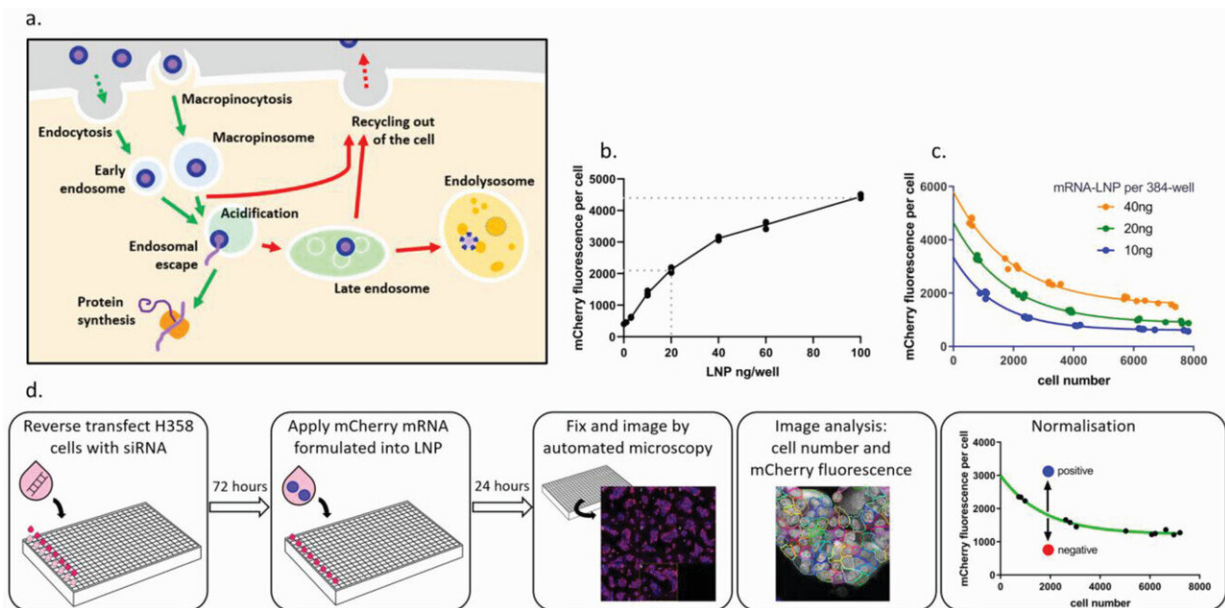 a.
Macropinocytosis
Endocytosis
Macropinosome
Recycling out
of the cell
Early
endosome
Acidification
Endolysosome
Endosomal
escape
Late endosome
Protein
synthesis
b.
mCherry fluorescence per cell
5000
4000
3000
2000
1000
0
0 20 40 60 80 100
LNP ng/well
c.
mCherry fluorescence per cell
6000
4000
2000
0
mRNA-LNP per 384-well
40ng
20ng
10ng
0 2000 4000 6000 8000
cell number
d.
Reverse transfect H358
cells with siRNA
72 hours
Apply mCherry mRNA
formulated into LNP
24 hours
Fix and image by
automated microscopy
Image analysis:
cell number and
mCherry fluorescence
Normalisation
mCherry fluorescence per cell
4000
3000
2000
1000
0
positive
negative
0 2000 4000 6000 8000
cell number